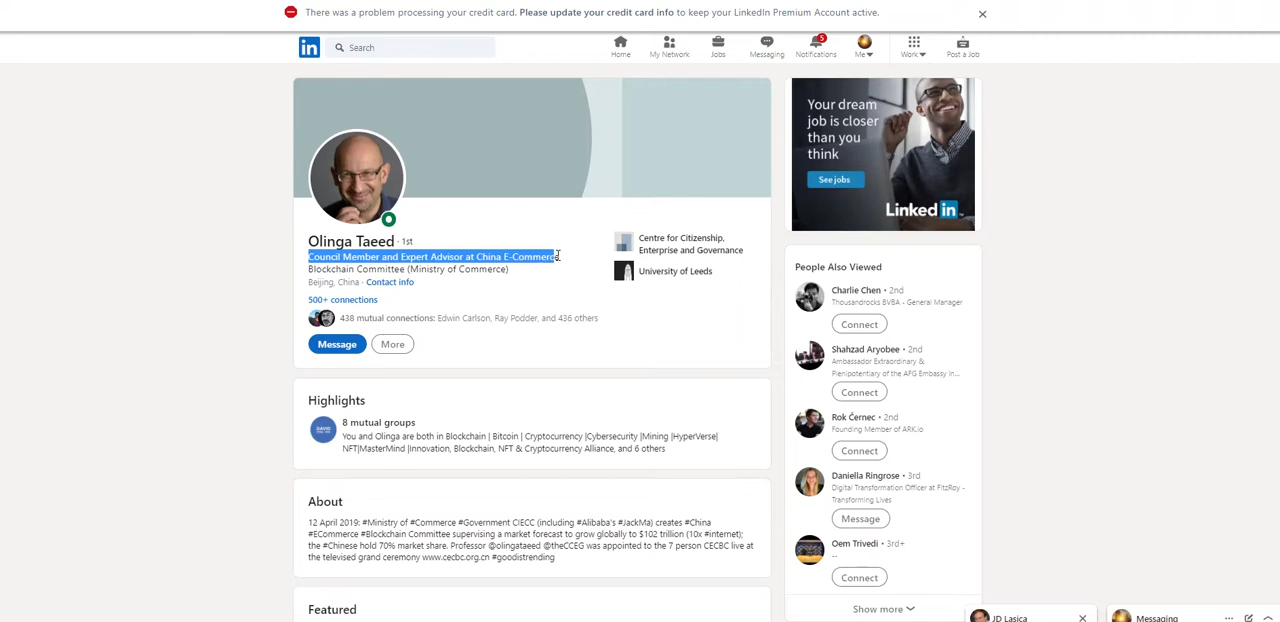 There was a problem processing your credit card. Please update your credit card info to keep your LinkedIn Premium Account active.
in
Search
Home
My Network
Jobs
Messaging
5
Notifications
Me
Work
Post a Job
Your dream
job is closer
than you
think
See jobs
Linked in
Olinga Taeed · 1st
Council Member and Expert Advisor at China E-Commerce
Blockchain Committee (Ministry of Commerce)
Beijing, China · Contact info
500+ connections
438 mutual connections: Edwin Carlson, Ray Podder, and 436 others
Message
More
Centre for Citizenship,
Enterprise and Governance
University of Leeds
Highlights
8 mutual groups
You and Olinga are both in Blockchain | Bitcoin | Cryptocurrency |Cybersecurity |Mining |HyperVerse|
NFT|MasterMind |Innovation, Blockchain, NFT & Cryptocurrency Alliance, and 6 others
About
12 April 2019: #Ministry of #Commerce #Government CIECC (including #Alibaba's #JackMa) creates #China
#ECommerce #Blockchain Committee supervising a market forecast to grow globally to $102 trillion (10x #internet);
the #Chinese hold 70% market share. Professor @olingataeed @theCCEG was appointed to the 7 person CECBC live at
the televised grand ceremony www.cecbc.org.cn #goodistrending
Featured
People Also Viewed
Charlie Chen • 2nd
Thousandrocks BVBA - General Manager
Connect
Shahzad Aryobee • 2nd
Ambassador Extraordinary &
Plenipotentiary of the AFG Embassy in...
Connect
Rok Černec • 2nd
Founding Member of ARK.io
Connect
Daniella Ringrose • 3rd
Digital Transformation Officer at FitzRoy -
Transforming Lives
Message
Oem Trivedi • 3rd+
--
Connect
Show more
JD Lasica
Messaging